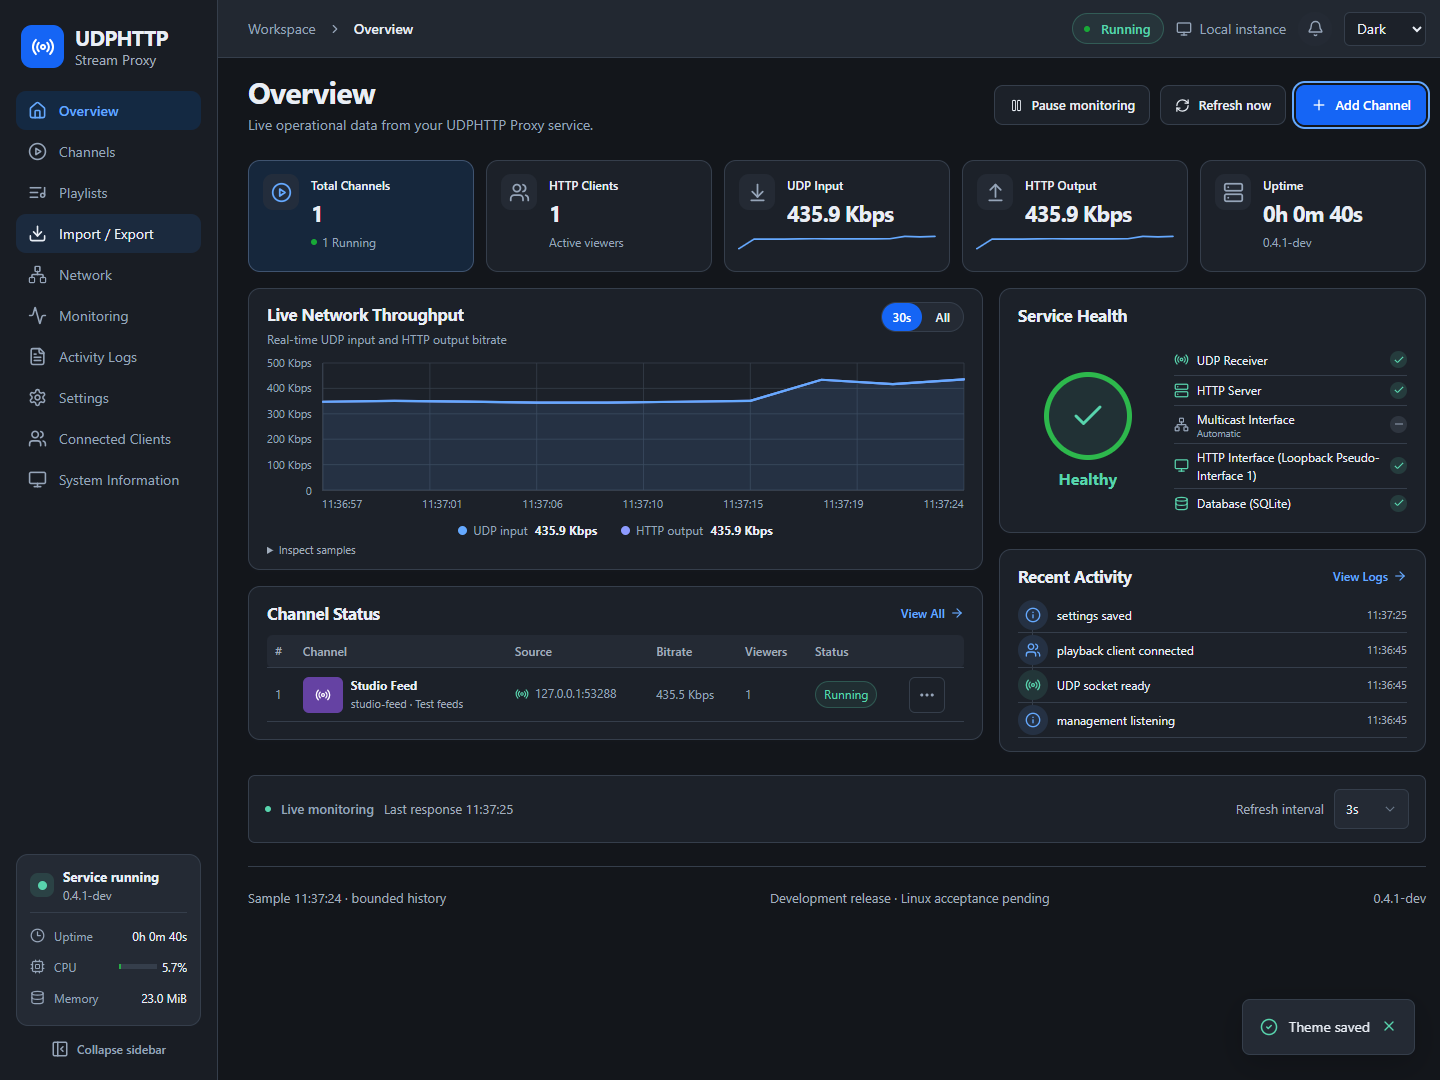 UDPHTTP
Stream Proxy
Overview
Channels
Playlists
Import / Export
Network
Monitoring
Activity Logs
Settings
Connected Clients
System Information
Service running
0.4.1-dev
Uptime 0h 0m 40s
CPU 5.7%
Memory 23.0 MiB
Collapse sidebar
Workspace > Overview
Running
Local instance
Dark
Overview
Live operational data from your UDPHTTP Proxy service.
Pause monitoring
Refresh now
Add Channel
Total Channels
1
1 Running
HTTP Clients
1
Active viewers
UDP Input
435.9 Kbps
HTTP Output
435.9 Kbps
Uptime
0h 0m 40s
0.4.1-dev
Live Network Throughput
30s All
Real-time UDP input and HTTP output bitrate
500 Kbps
400 Kbps
300 Kbps
200 Kbps
100 Kbps
0
11:36:57 11:37:01 11:37:06 11:37:10 11:37:15 11:37:19 11:37:24
UDP input 435.9 Kbps HTTP output 435.9 Kbps
Inspect samples
Service Health
Healthy
UDP Receiver
HTTP Server
Multicast Interface
Automatic
HTTP Interface (Loopback Pseudo-
Interface 1)
Database (SQLite)
Channel Status
View All
# Channel Source Bitrate Viewers Status
1 Studio Feed 127.0.0.1:53288 435.5 Kbps 1 Running
studio-feed · Test feeds
Recent Activity
View Logs
settings saved 11:37:25
playback client connected 11:36:45
UDP socket ready 11:36:45
management listening 11:36:45
Live monitoring Last response 11:37:25
Refresh interval 3s
Sample 11:37:24 · bounded history
Development release · Linux acceptance pending
0.4.1-dev
Theme saved